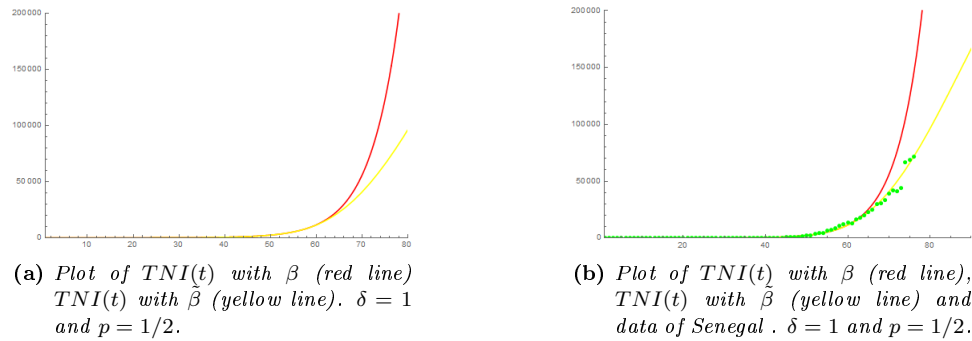 200000
150000
100000
50000
0
10 20 30 40 50 60 70 80
(a) Plot of TNI(t) with β (red line)
TNI(t) with β̃ (yellow line). δ = 1
and p = 1/2.
200000
150000
100000
50000
0
20 40 60 80
(b) Plot of TNI(t) with β (red line),
TNI(t) with β̃ (yellow line) and
data of Senegal . δ = 1 and p = 1/2.